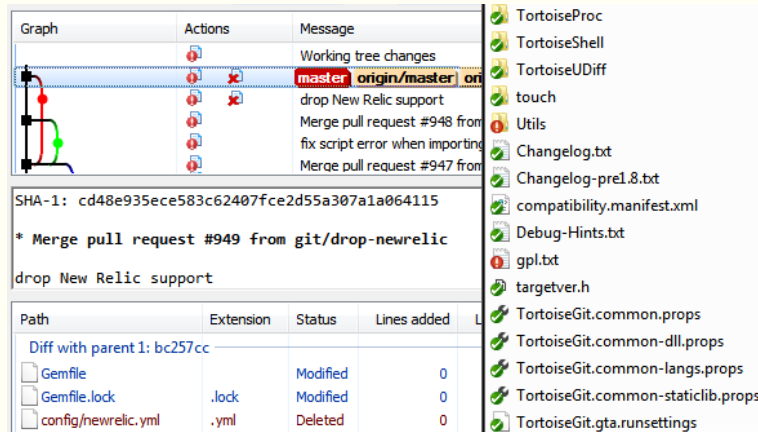 Graph Actions Message
Working tree changes
master origin/master ori
drop New Relic support
Merge pull request #948 from
fix script error when importing
Merge pull request #947 from
SHA-1: cd48e935ece583c62407fce2d55a307a1a064115
* Merge pull request #949 from git/drop-newrelic
drop New Relic support
Path Extension Status Lines added L
Diff with parent 1: bc257cc
Gemfile Modified 0
Gemfile.lock .lock Modified 0
config/newrelic.yml .yml Deleted 0
TortoiseProc
TortoiseShell
TortoiseUDiff
touch
Utils
Changelog.txt
Changelog-pre1.8.txt
compatibility.manifest.xml
Debug-Hints.txt
gpl.txt
targetver.h
TortoiseGit.common.props
TortoiseGit.common-dll.props
TortoiseGit.common-langs.props
TortoiseGit.common-staticlib.props
TortoiseGit.gta.runsettings